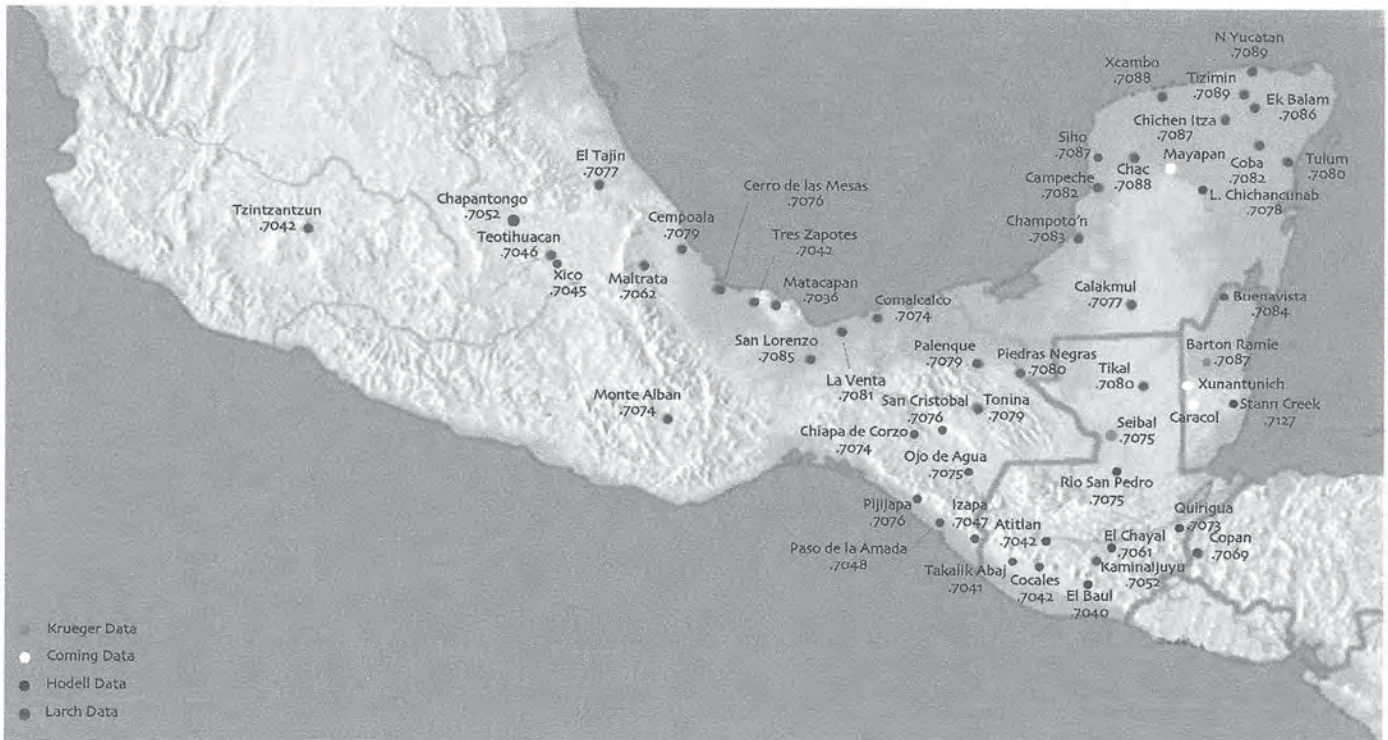 N Yucatan
.7089
Xcambo
.7088
Tizimin
.7089
Ek Balam
.7086
Chichen Itza
.7087
Siho
.7087
Mayapan
Chac
.7088
Coba
.7082
Tulum
.7080
Campeche
.7082
L. Chichancunab
.7078
Champoto'n
.7083
El Tajin
.7077
Cerro de las Mesas
.7076
Chapantongo
.7052
Tzintzantzun
.7042
Teotihuacan
.7046
Xico
.7045
Cempoala
.7079
Tres Zapotes
.7042
Maltrata
.7062
Matacapan
.7036
Comalcalco
.7074
Calakmul
.7077
Buenavista
.7084
San Lorenzo
.7085
La Venta
.7081
Palenque
.7079
Piedras Negras
.7080
Tikal
.7080
Barton Ramie
.7087
Xunantunich
Caracol
Stann Creek
.7127
Monte Alban
.7074
San Cristobal
.7076
Tonina
.7079
Chiapa de Corzo
.7074
Seibal
.7075
Ojo de Agua
.7075
Rio San Pedro
.7075
Pijijapa
.7076
Izapa
.7047
Paso de la Amada
.7048
Atitlan
.7042
Quirigua
.7073
Copan
.7069
El Chayal
.7061
Kaminaljuyu
.7052
Takalik Abaj
.7041
Cocales
.7042
El Baul
.7040
Krueger Data
Coming Data
Hodell Data
Larch Data